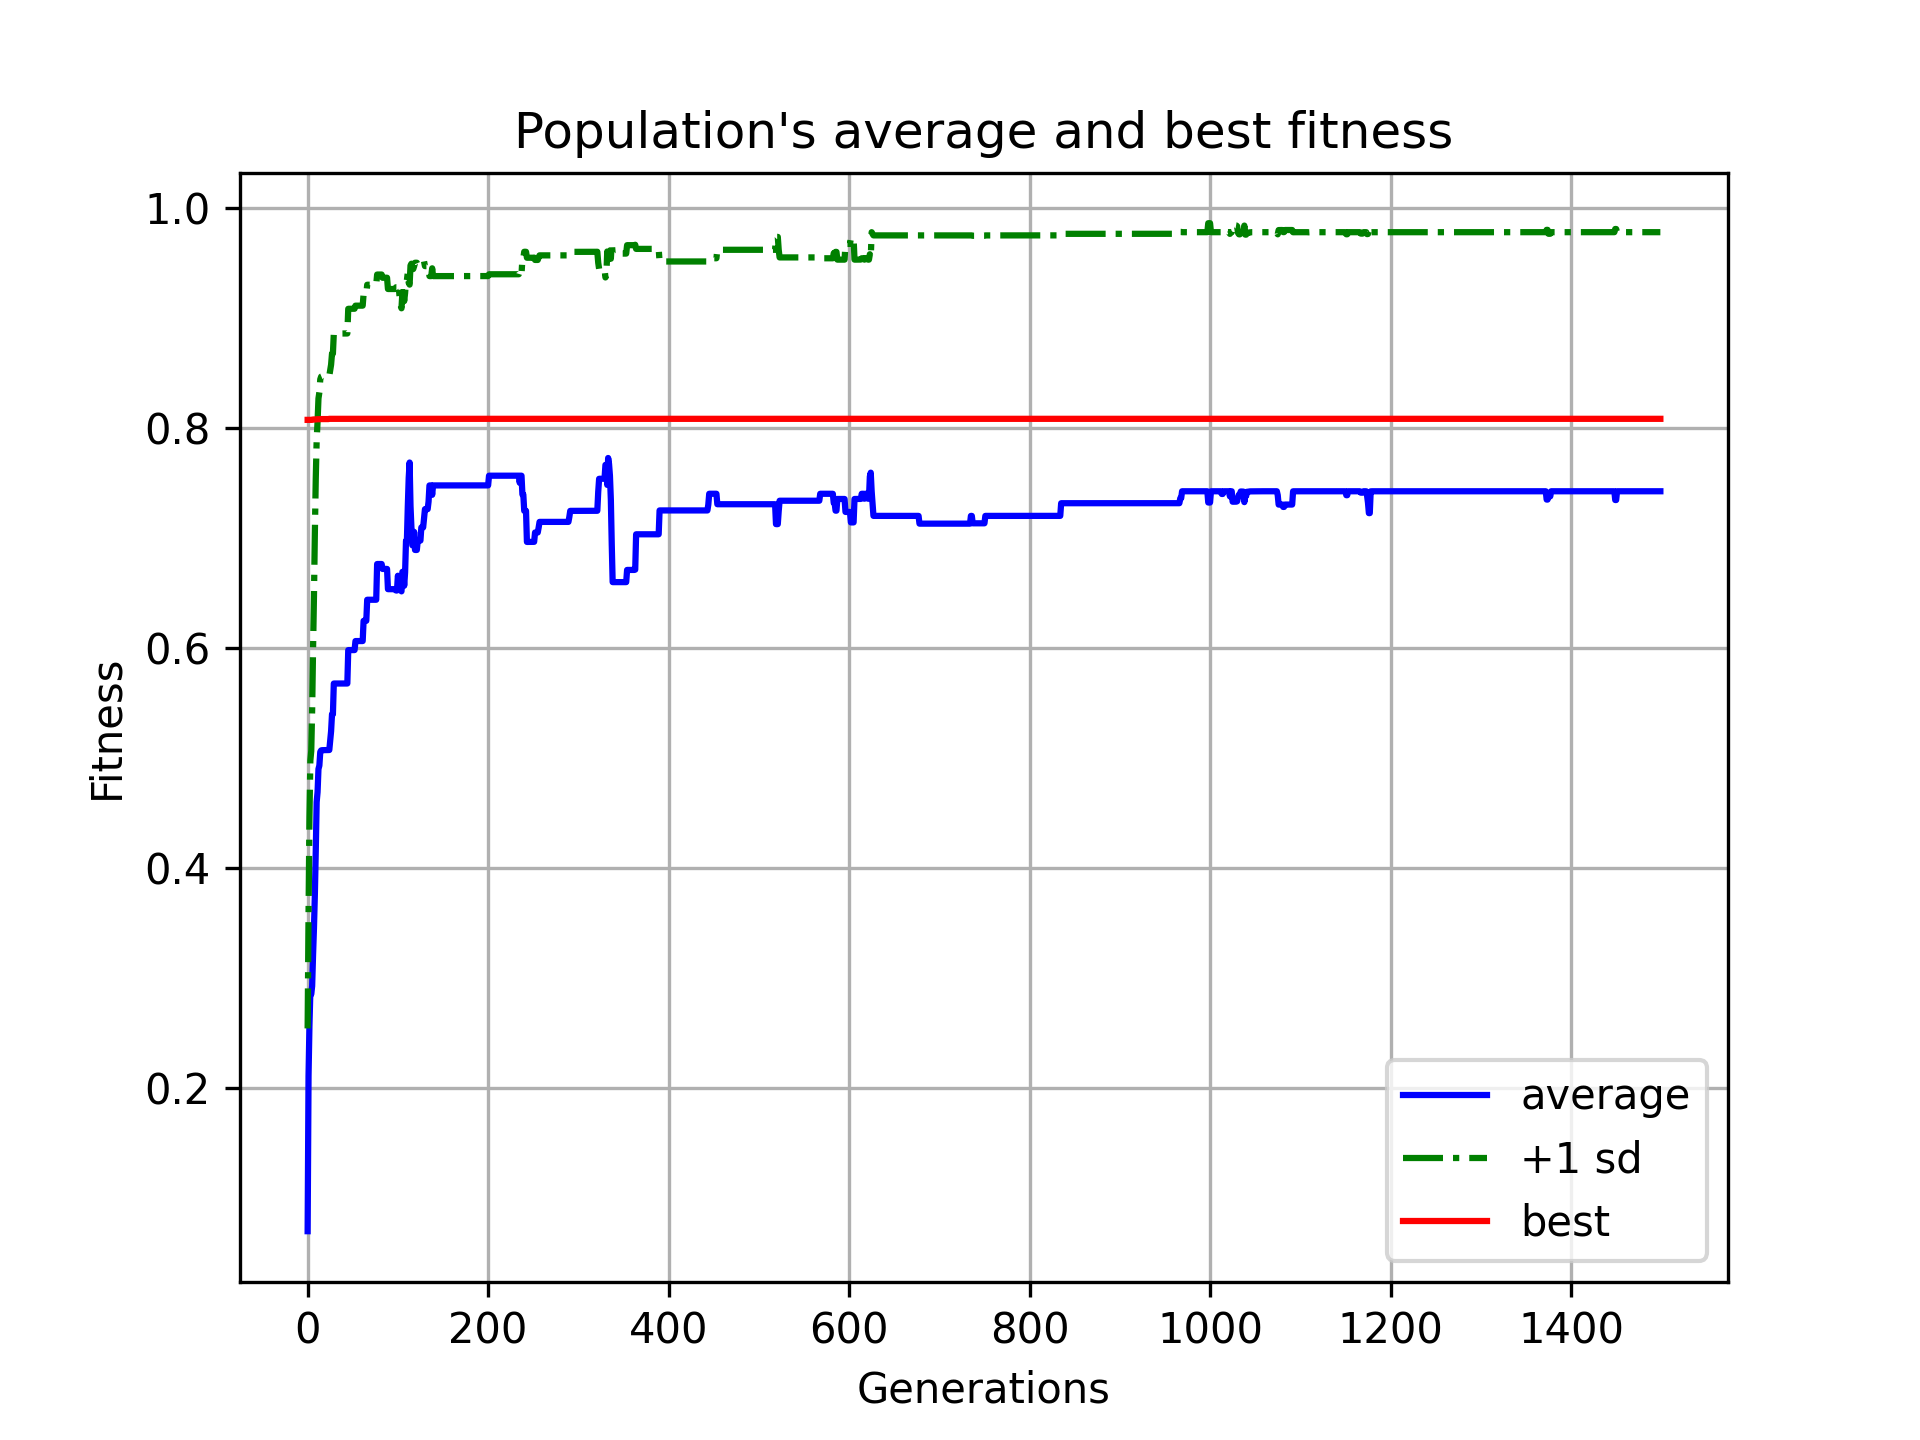 Population's average and best fitness
1.0
0.8
0.6
0.4
0.2
Fitness
0 200 400 600 800 1000 1200 1400
Generations
average
+1 sd
best